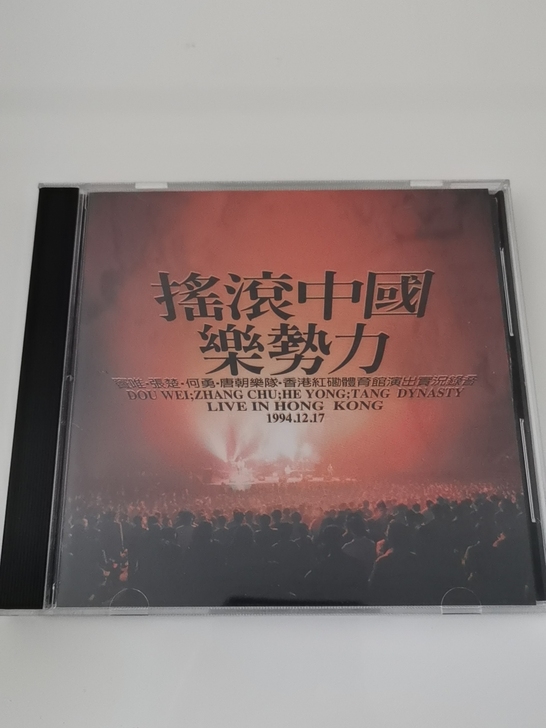 搖滾中國
樂勢力
竇唯·張楚·何勇·唐朝樂隊·香港紅磡體育館演出實況錄音
DOU WEI;ZHANG CHU;HE YONG;TANG DYNASTY
LIVE IN HONG KONG
1994.12.17